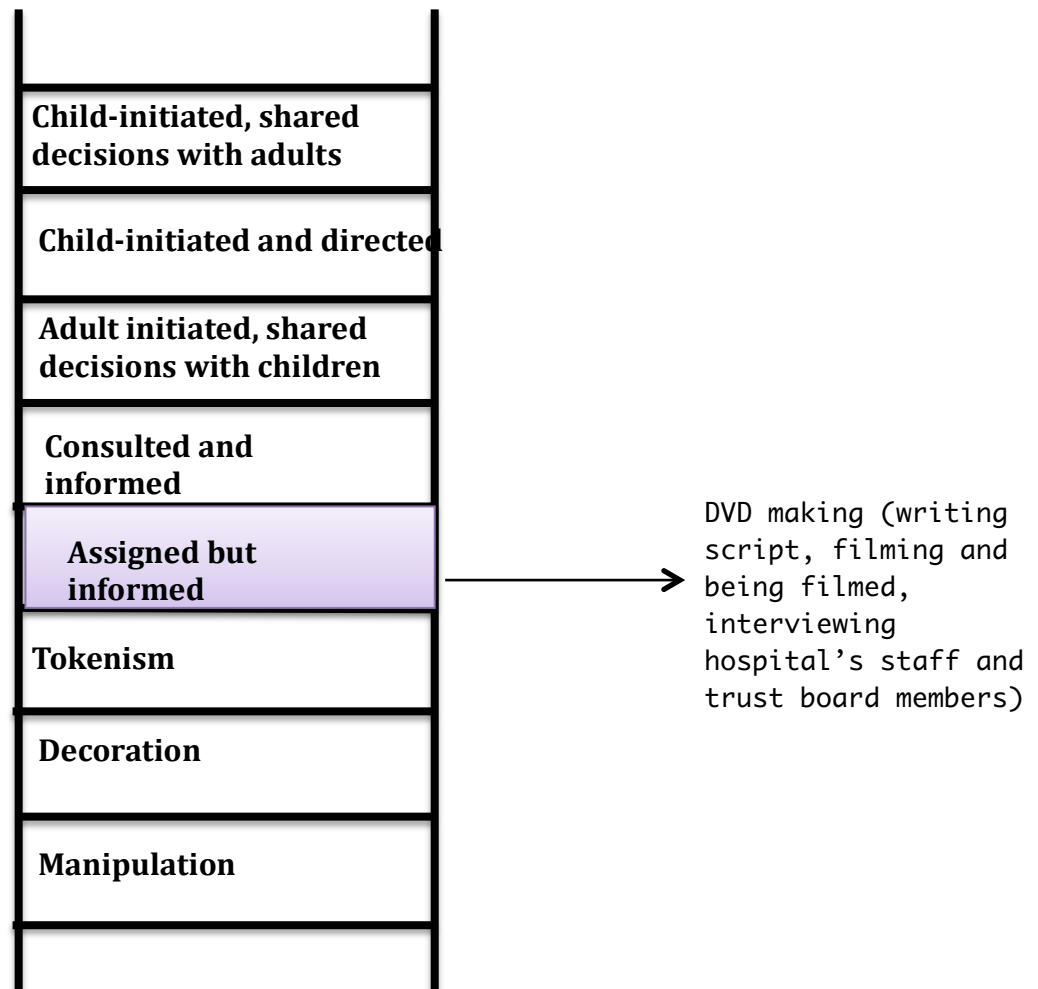 Child-initiated, shared
decisions with adults
Child-initiated and directed
Adult initiated, shared
decisions with children
Consulted and
informed
Assigned but
informed
DVD making (writing
script, filming and
being filmed,
interviewing
hospital’s staff and
trust board members)
Tokenism
Decoration
Manipulation